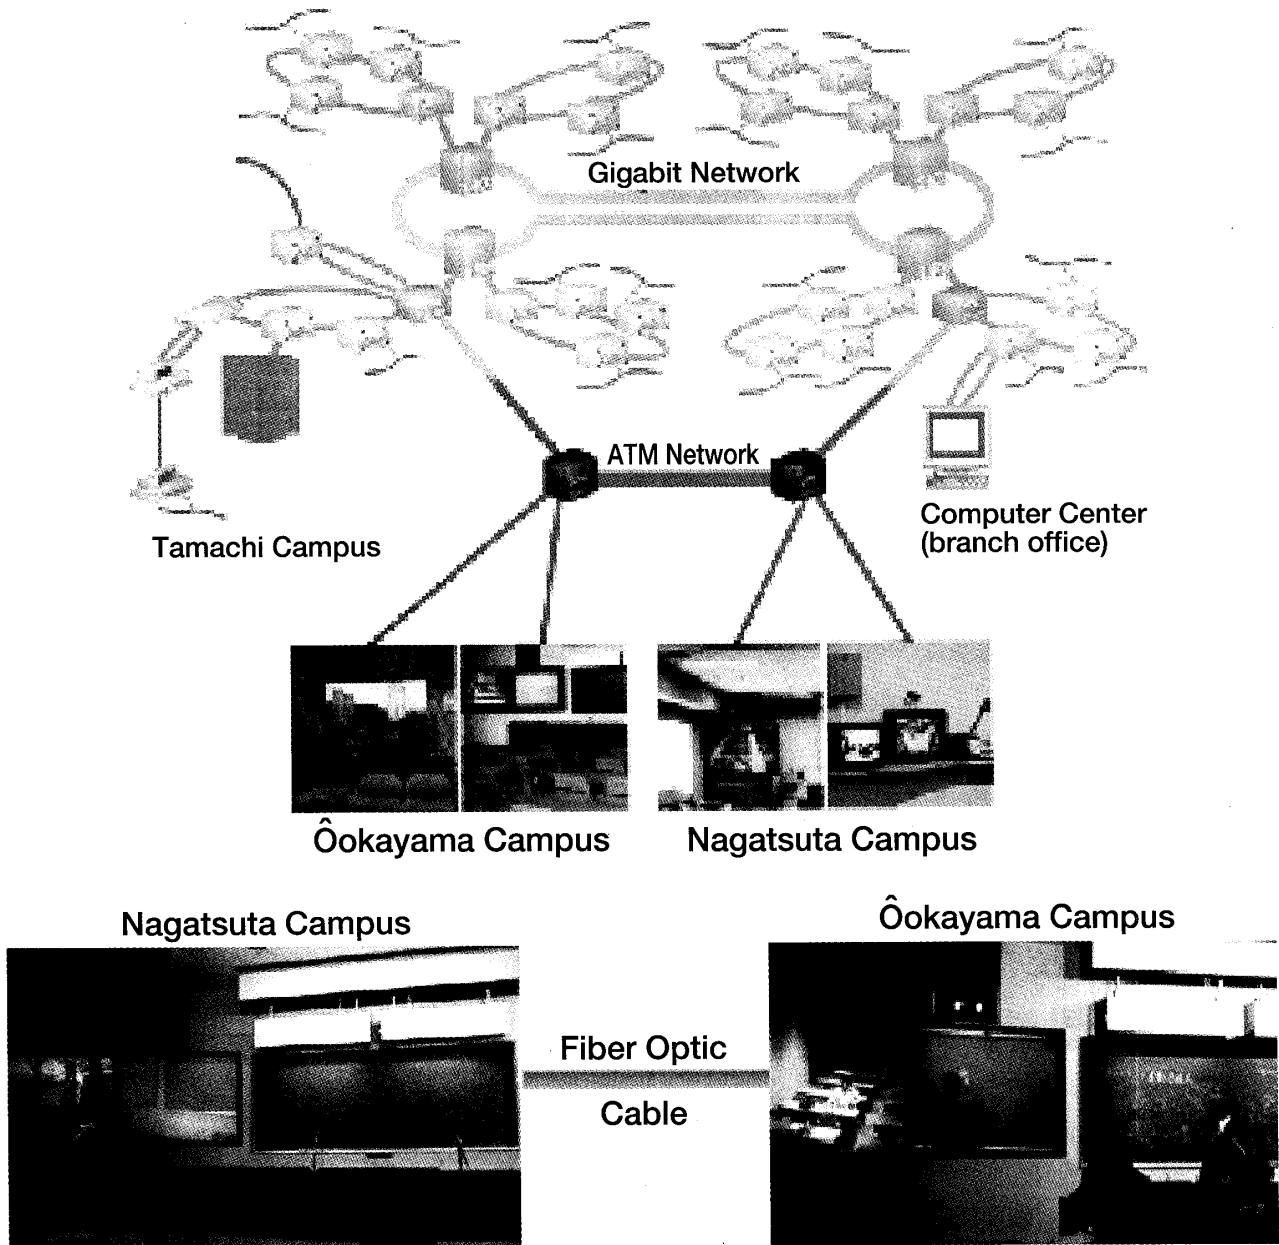 Gigabit Network
ATM Network
Tamachi Campus
Computer Center
(branch office)
Ôokayama Campus
Nagatsuta Campus
Nagatsuta Campus
Ôokayama Campus
Fiber Optic
Cable